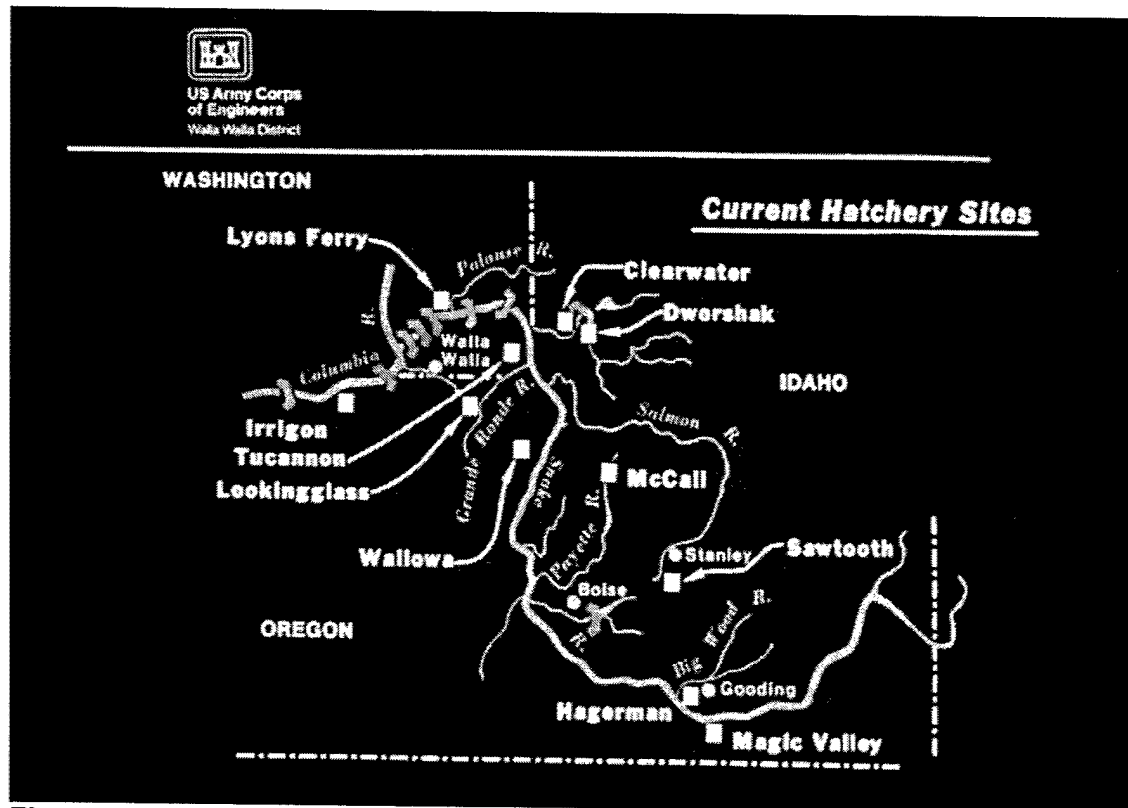 US Army Corps
of Engineers
Walla Walla District
WASHINGTON
Current Hatchery Sites
Lyons Ferry
Palouse R.
Clearwater
Dworshak
R.
Walla
Walla
Columbia
IDAHO
Irrigon
Tucannon
Lookingglass
Grande Ronde R.
Salmon R.
Snake
McCall
Wallowa
Payette R.
Stanley
Sawtooth
Boise
OREGON
R.
Big Wood R.
Gooding
Hagerman
Magic Valley